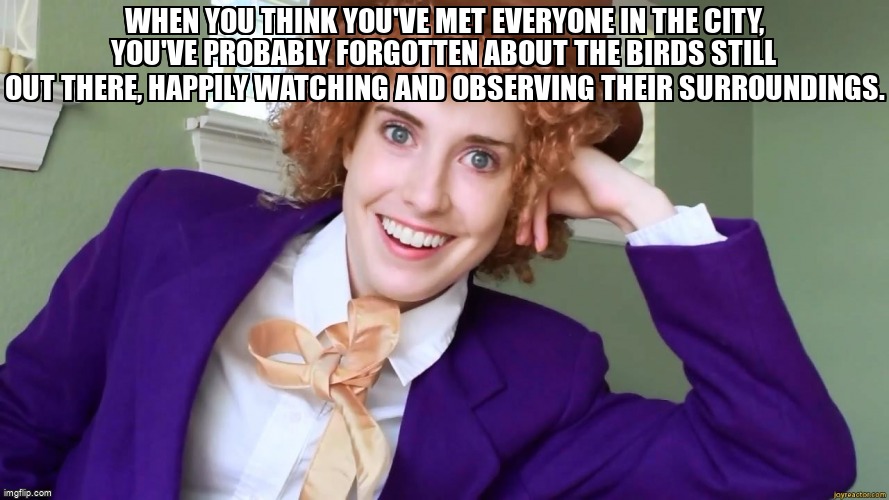 WHEN YOU THINK YOU'VE MET EVERYONE IN THE CITY,
YOU'VE PROBABLY FORGOTTEN ABOUT THE BIRDS STILL
OUT THERE, HAPPILY WATCHING AND OBSERVING THEIR SURROUNDINGS.
imgflip.com
joyreactor.com